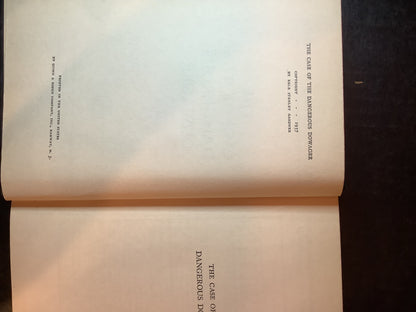 THE CASE OF THE DANGEROUS DOWAGER
COPYRIGHT . . . 1937
BY ERLE STANLEY GARDNER
PRINTED IN THE UNITED STATES
BY QUINN & BODEN COMPANY, INC., RAHWAY, N. J.
THE CASE OF
DANGEROUS DO